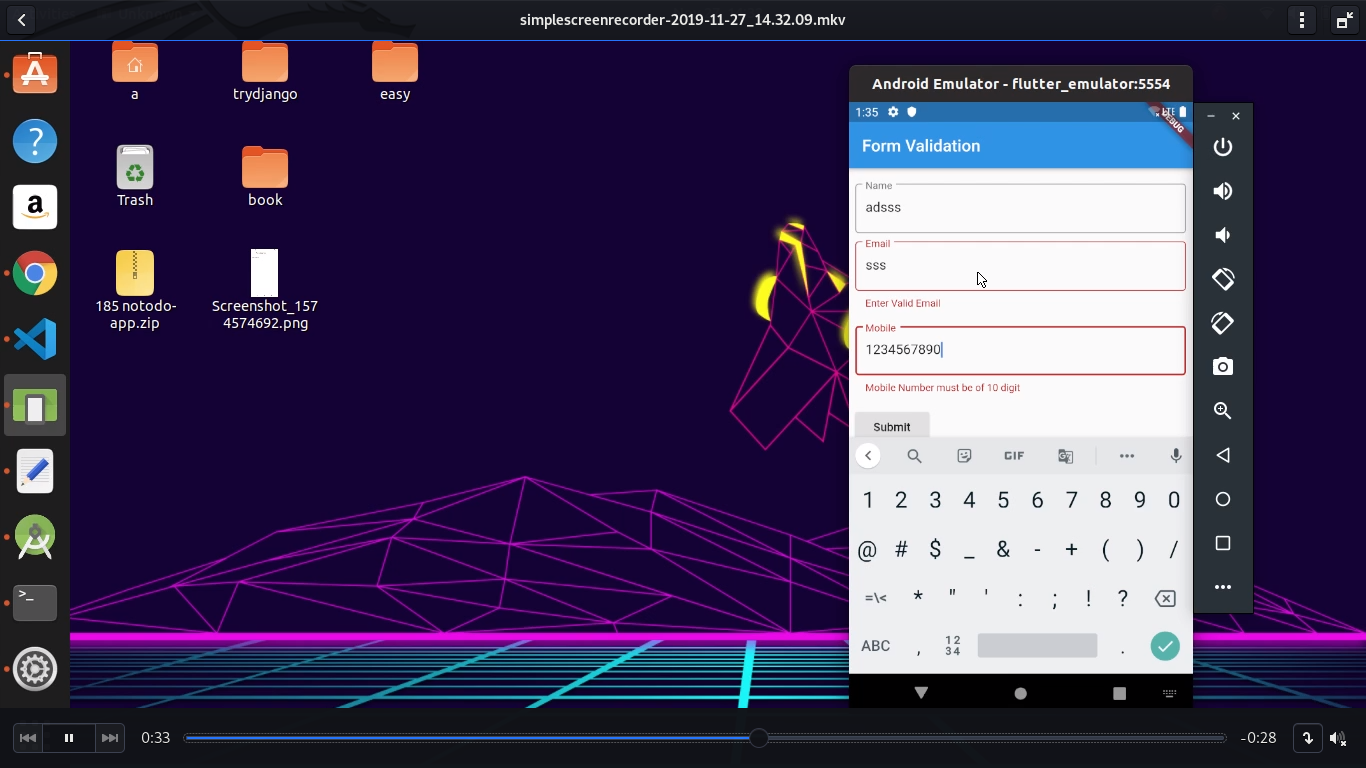 simplescreenrecorder-2019-11-27_14.32.09.mkv
a
trydjango
easy
Trash
book
185 notodo-
app.zip
Screenshot_157
4574692.png
Android Emulator - flutter_emulator:5554
1:35
LTE
DEBUG
Form Validation
Name
adsss
Email
sss
Enter Valid Email
Mobile
1234567890
Mobile Number must be of 10 digit
Submit
GIF
1 2 3 4 5 6 7 8 9 0
@ # $ _ & - + ( ) /
=\< * " ' : ; ! ?
ABC , 12 34 .
0:33
-0:28